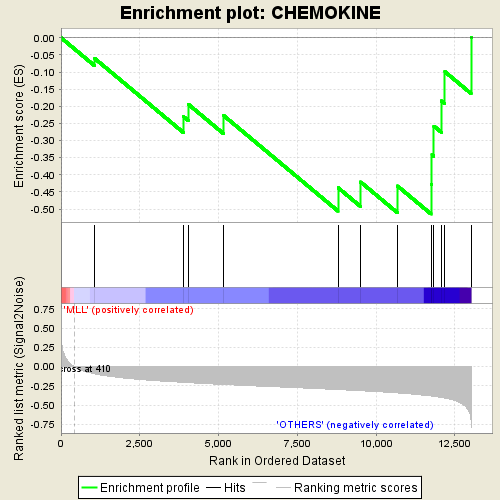 Enrichment plot: CHEMOKINE
Enrichment score (ES)
0.00
-0.05
-0.10
-0.15
-0.20
-0.25
-0.30
-0.35
-0.40
-0.45
-0.50
Ranked list metric (Signal2Noise)
0.75
0.50
0.25
0.00
-0.25
-0.50
-0.75
'MLL' (positively correlated)
ross at 410
'OTHERS' (negatively correlated)
0 2,500 5,000 7,500 10,000 12,500
Rank in Ordered Dataset
Enrichment profile Hits Ranking metric scores